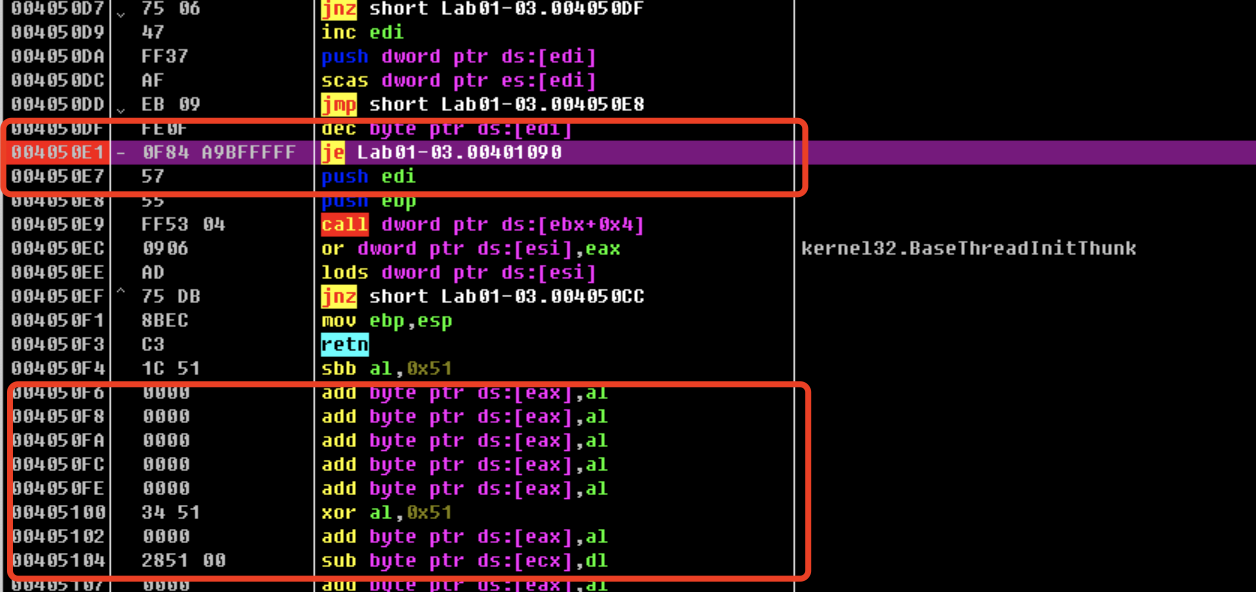 004050D7 75 06 jnz short Lab01-03.004050DF
004050D9 47 inc edi
004050DA FF37 push dword ptr ds:[edi]
004050DC AF scas dword ptr es:[edi]
004050DD EB 09 jmp short Lab01-03.004050E8
004050DF FE0F dec byte ptr ds:[edi]
004050E1 - 0F84 A9BFFFFF je Lab01-03.00401090
004050E7 57 push edi
004050E8 55 push ebp
004050E9 FF53 04 call dword ptr ds:[ebx+0x4]
004050EC 0906 or dword ptr ds:[esi],eax kernel32.BaseThreadInitThunk
004050EE AD lods dword ptr ds:[esi]
004050EF ^ 75 DB jnz short Lab01-03.004050CC
004050F1 8BEC mov ebp,esp
004050F3 C3 retn
004050F4 1C 51 sbb al,0x51
004050F6 0000 add byte ptr ds:[eax],al
004050F8 0000 add byte ptr ds:[eax],al
004050FA 0000 add byte ptr ds:[eax],al
004050FC 0000 add byte ptr ds:[eax],al
004050FE 0000 add byte ptr ds:[eax],al
00405100 34 51 xor al,0x51
00405102 0000 add byte ptr ds:[eax],al
00405104 2851 00 sub byte ptr ds:[ecx],dl
00405107 0000 add byte ptr ds:[eax],al